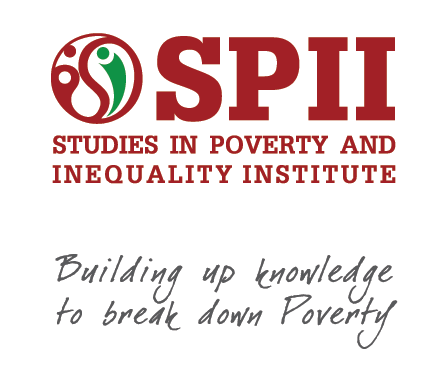 SPII
STUDIES IN POVERTY AND
INEQUALITY INSTITUTE
Building up knowledge
to break down Poverty